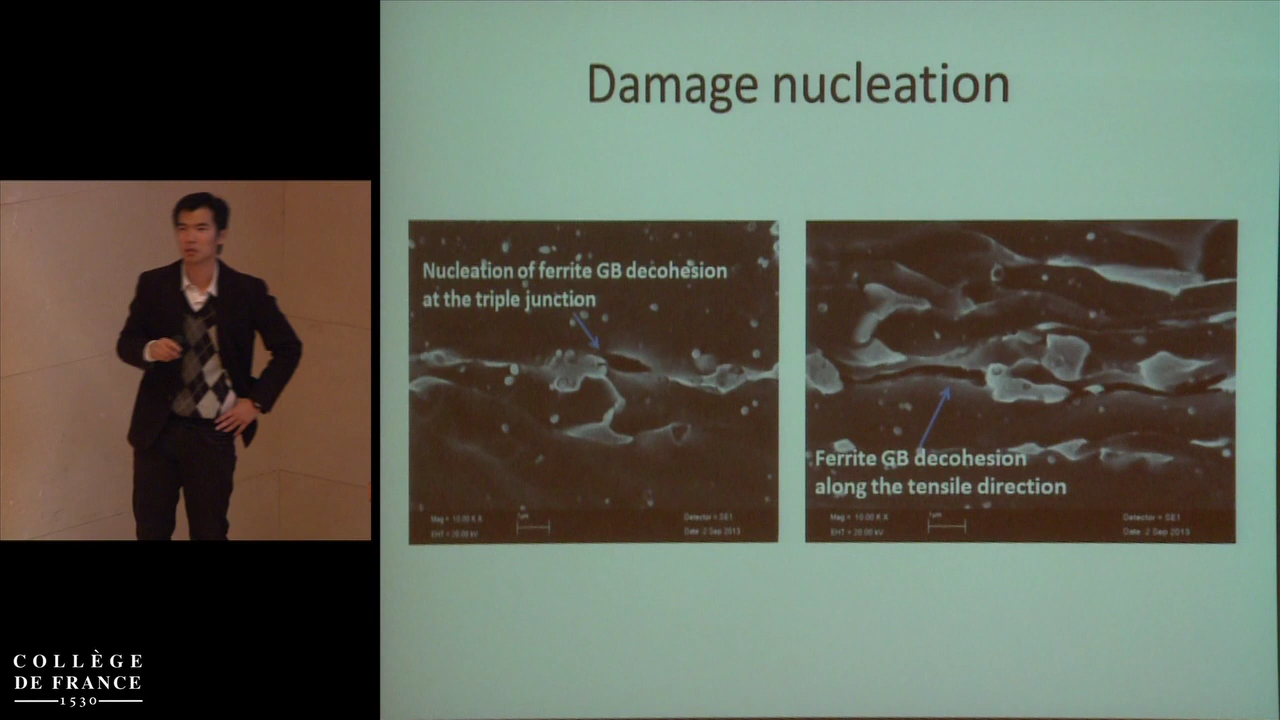 Damage nucleation
Nucleation of ferrite GB decohesion
at the triple junction
Mag = 10.00 K X
EHT = 20.00 kV
1µm
Detector = SE1
Date :2 Sep 2013
Ferrite GB decohesion
along the tensile direction
Mag = 10.00 K X
EHT = 20.00 kV
1µm
Detector = SE1
Date :2 Sep 2013
COLLÈGE
DE FRANCE
1530